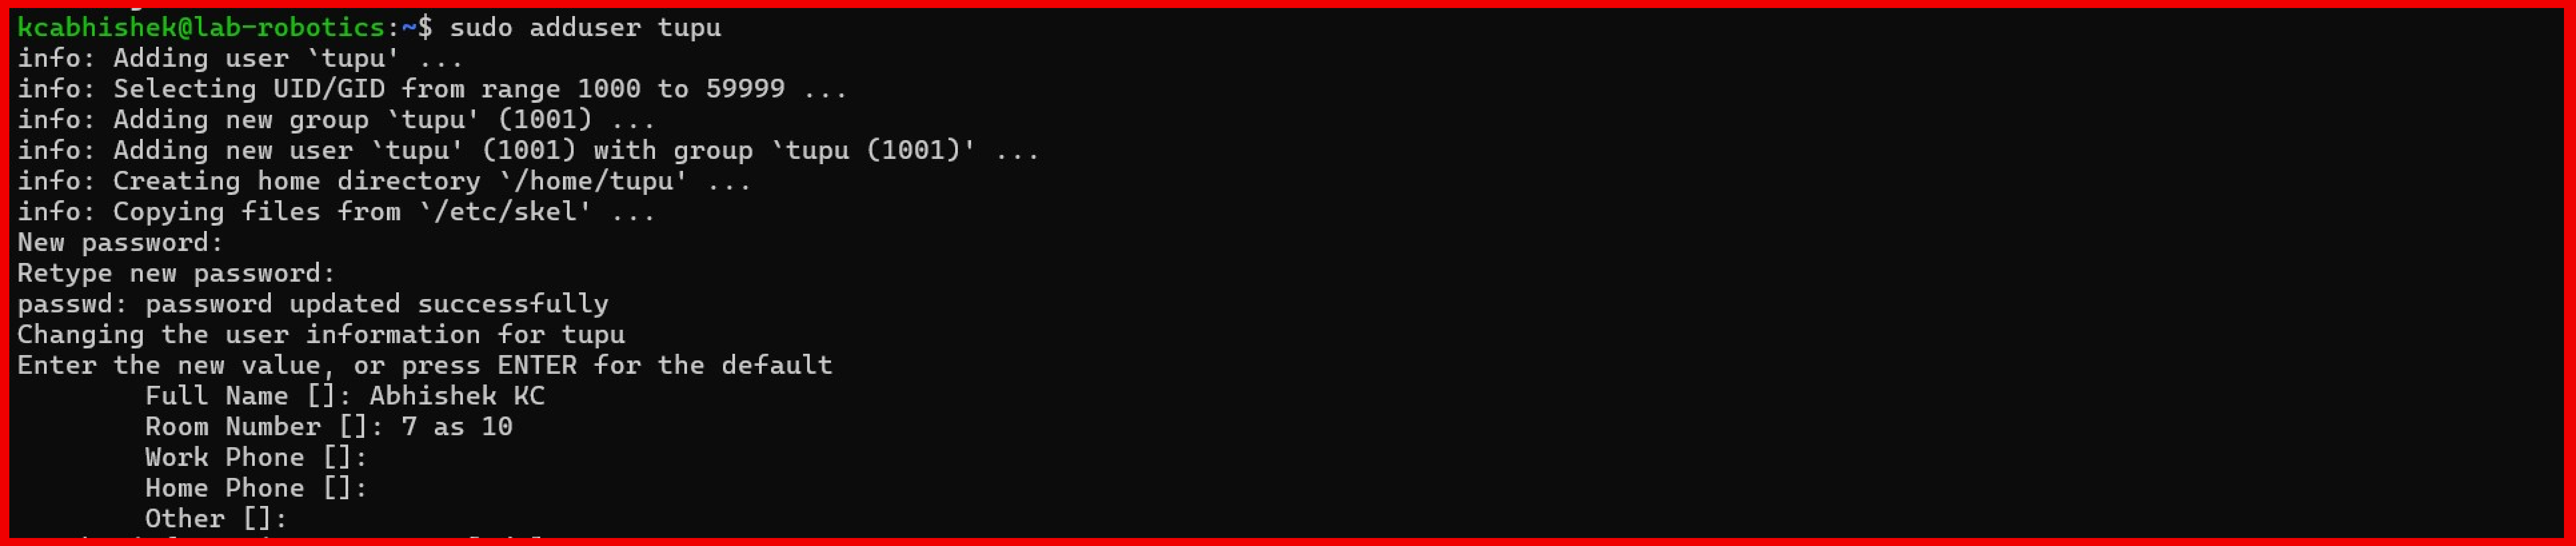 kcabhishek@lab-robotics:~$ sudo adduser tupu
info: Adding user `tupu' ...
info: Selecting UID/GID from range 1000 to 59999 ...
info: Adding new group `tupu' (1001) ...
info: Adding new user `tupu' (1001) with group `tupu (1001)' ...
info: Creating home directory `/home/tupu' ...
info: Copying files from `/etc/skel' ...
New password:
Retype new password:
passwd: password updated successfully
Changing the user information for tupu
Enter the new value, or press ENTER for the default
Full Name []: Abhishek KC
Room Number []: 7 as 10
Work Phone []:
Home Phone []:
Other []: